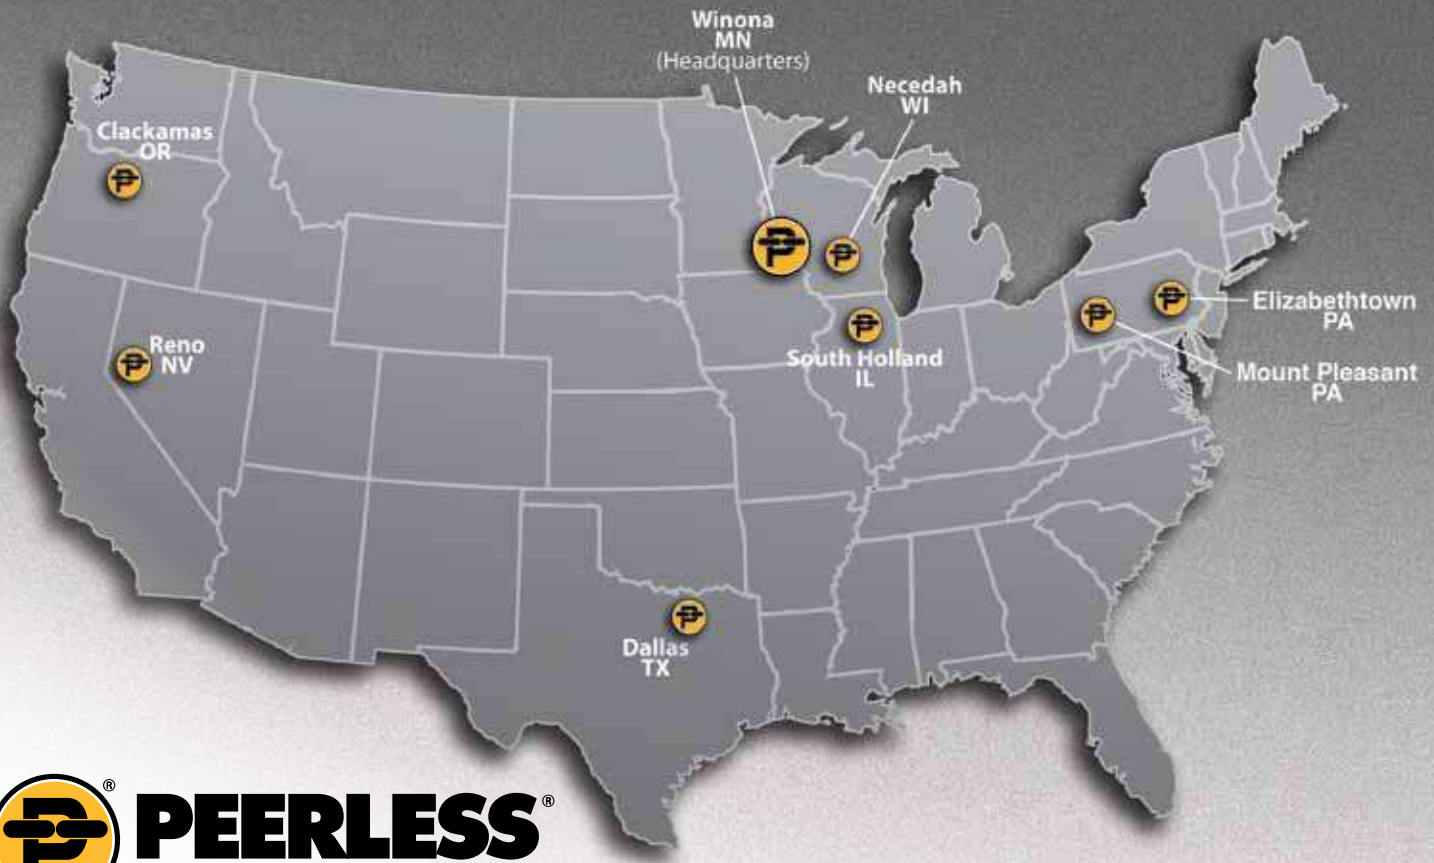 Winona
MN
(Headquarters)
Necedah
WI
Clackamas
OR
Elizabethtown
PA
Reno
NV
South Holland
IL
Mount Pleasant
PA
Dallas
TX
®
PEERLESS®